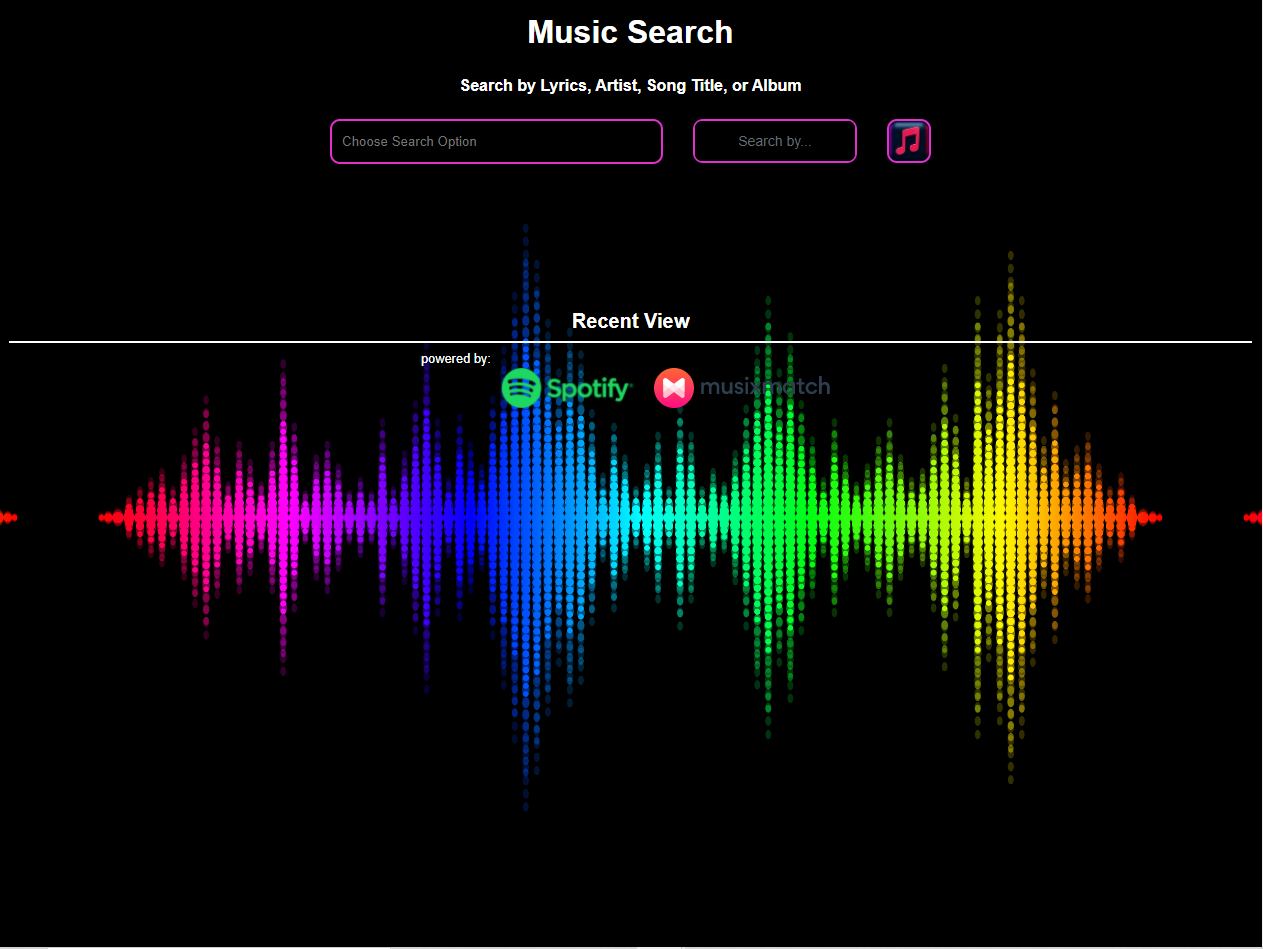 Music Search
Search by Lyrics, Artist, Song Title, or Album
Choose Search Option
Search by...
Recent View
powered by:
Spotify
musixmatch